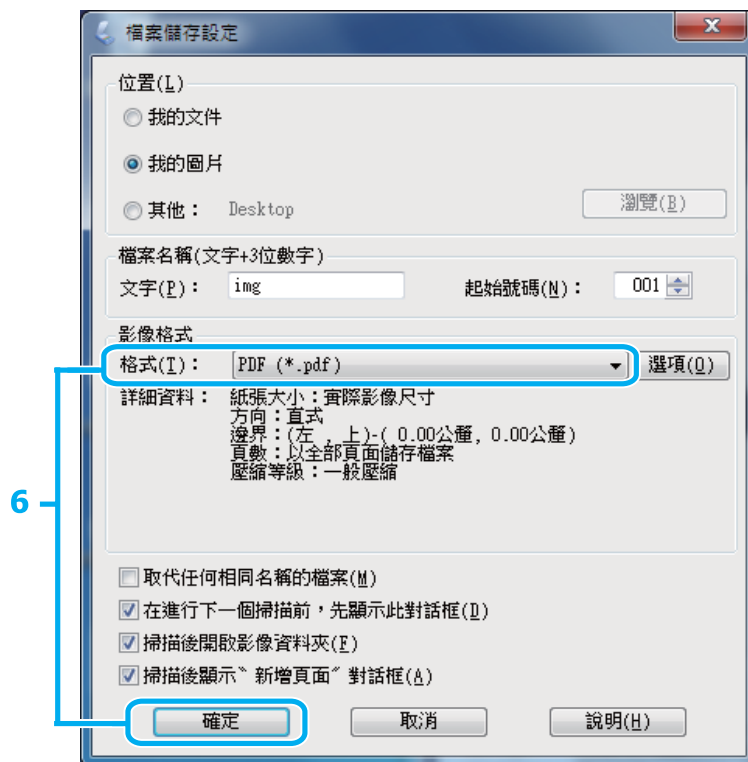 檔案儲存設定
位置(L)
我的文件
我的圖片
其他： Desktop 瀏覽(B)
檔案名稱(文字+3位數字)
文字(P)： img 起始號碼(N)： 001
影像格式
格式(T)： PDF (*.pdf) 選項(O)
詳細資料： 紙張大小：實際影像尺寸
方向：直式
邊界：(左 , 上)-( 0.00公釐, 0.00公釐)
頁數：以全部頁面儲存檔案
壓縮等級：一般壓縮
6
取代任何相同名稱的檔案(M)
在進行下一個掃描前，先顯示此對話框(D)
掃描後開啟影像資料夾(F)
掃描後顯示〝新增頁面〞對話框(A)
確定 取消 說明(H)